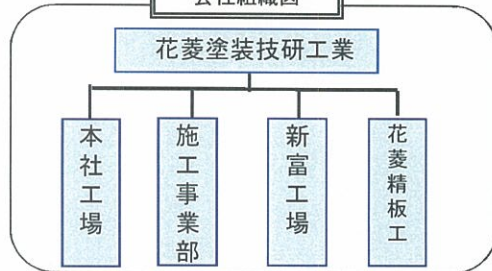 会社組織図
花菱塗装技研工業
本社工場
施工事業部
新富工場
花菱精板工